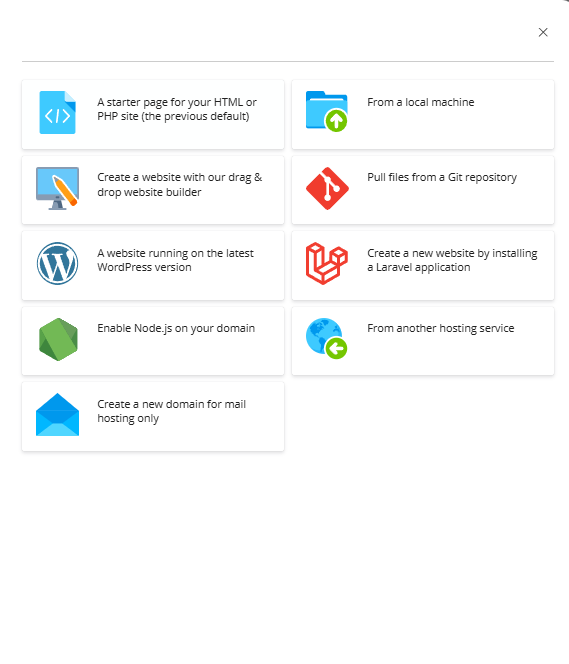 A starter page for your HTML or
PHP site (the previous default)
From a local machine
Create a website with our drag &
drop website builder
Pull files from a Git repository
A website running on the latest
WordPress version
Create a new website by installing
a Laravel application
Enable Node.js on your domain
From another hosting service
Create a new domain for mail
hosting only